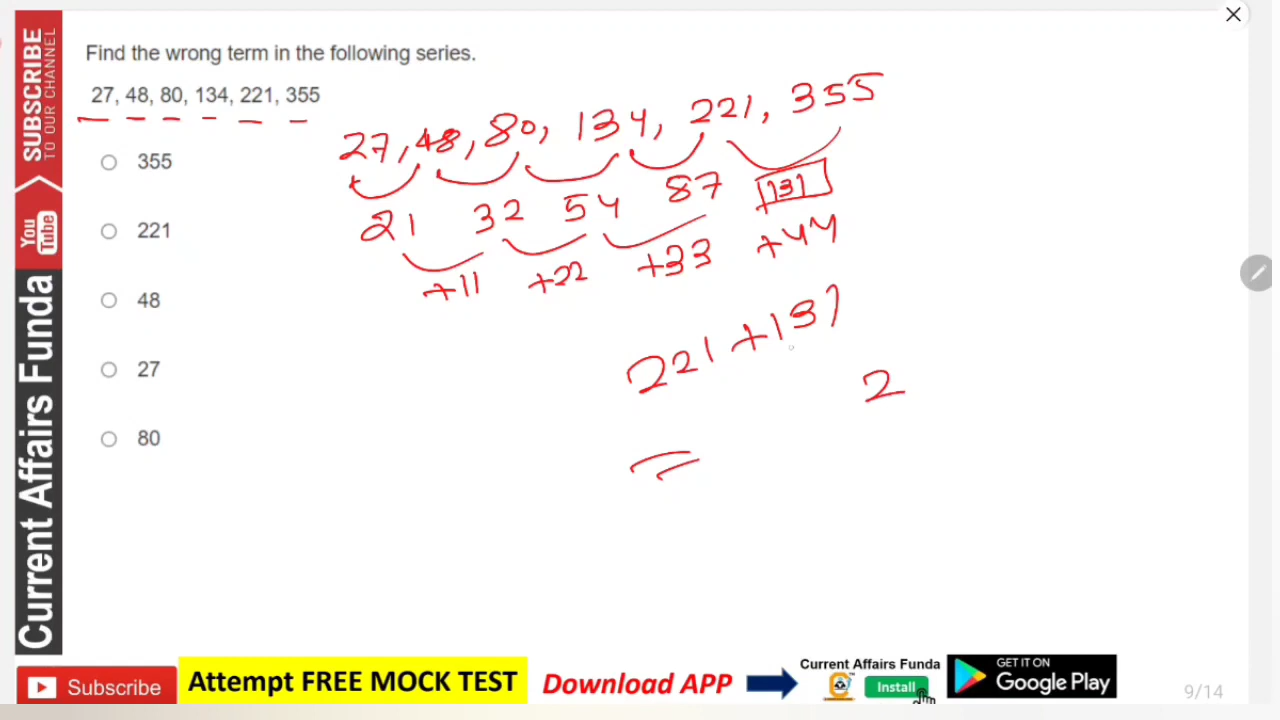 SUBSCRIBE
TO OUR CHANNEL
You
Tube
Current Affairs Funda
Find the wrong term in the following series.
27, 48, 80, 134, 221, 355
27, 48, 80, 134, 221, 355
355
21 32 54 87 131
221
+11 +22 +33 +44
48
221 +131
27
2
80
Subscribe
Attempt FREE MOCK TEST
Download APP
Current Affairs Funda
Install
GET IT ON
Google Play
9/14